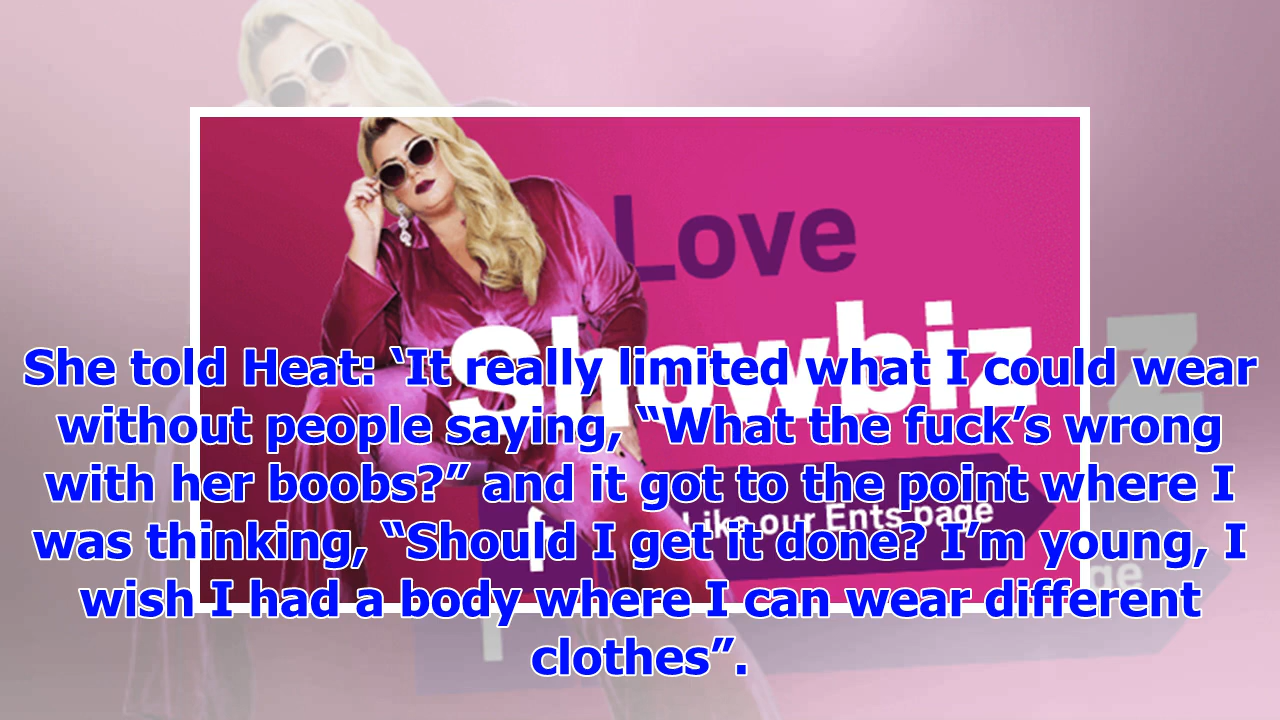 Love
Showbiz
Like our Ents page
She told Heat: ‘It really limited what I could wear
without people saying, “What the fuck’s wrong
with her boobs?” and it got to the point where I
was thinking, “Should I get it done? I’m young, I
wish I had a body where I can wear different
clothes”.
z
ge